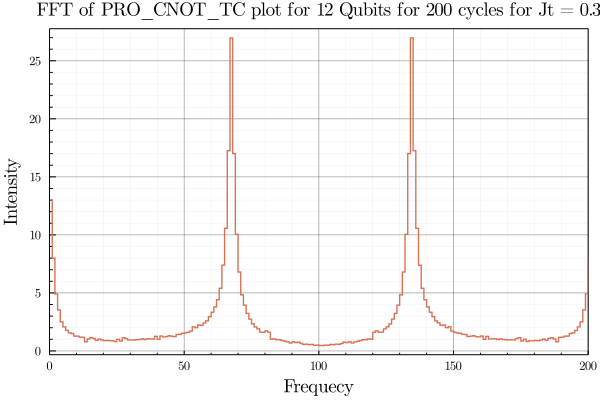 FFT of PRO_CNOT_TC plot for 12 Qubits for 200 cycles for Jt = 0.3
Intensity
25
20
15
10
5
0
0 50 100 150 200
Frequecy